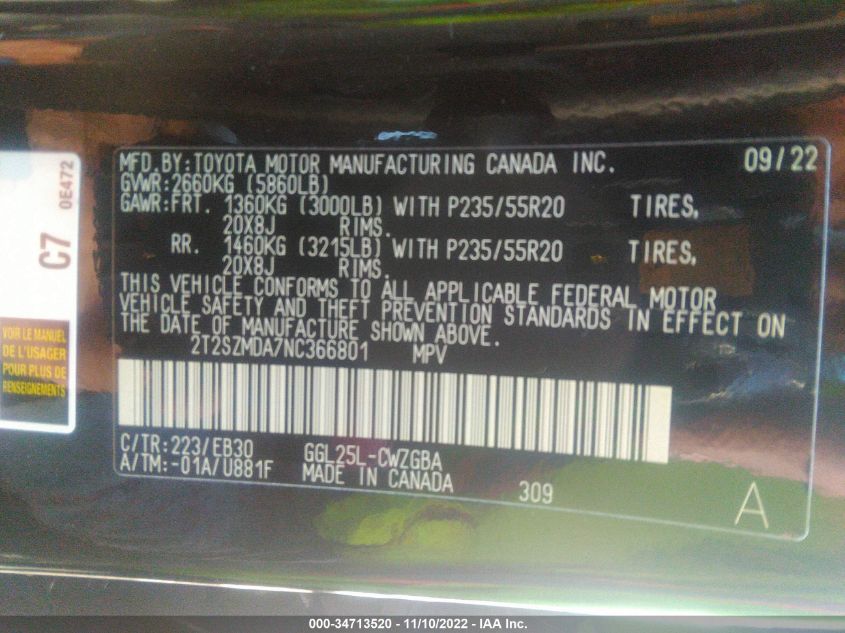 MFD.BY:TOYOTA MOTOR MANUFACTURING CANADA INC. 09/22
GVWR:2660KG (5860LB)
GAWR:FRT. 1360KG (3000LB) WITH P235/55R20 TIRES,
20X8J RIMS.
RR. 1460KG (3215LB) WITH P235/55R20 TIRES,
20X8J RIMS.
THIS VEHICLE CONFORMS TO ALL APPLICABLE FEDERAL MOTOR
VEHICLE SAFETY AND THEFT PREVENTION STANDARDS IN EFFECT ON
THE DATE OF MANUFACTURE SHOWN ABOVE.
2T2SZMDA7NC366801 MPV
C/TR:223/EB30 GGL25L-CWZGBA
A/TM:-01A/U881F MADE IN CANADA 309
A
C7
0E472
VOIR LE MANUEL
DE L'USAGER
POUR PLUS DE
RENSEIGNEMENTS
000-34713520 - 11/10/2022 - IAA Inc.